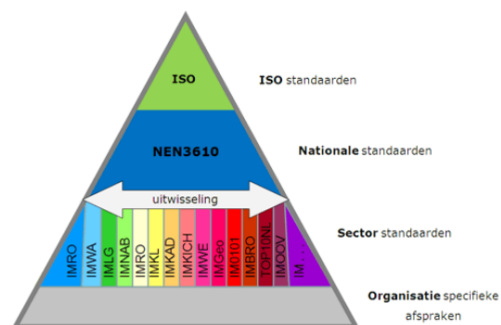 ISO
ISO standaarden
NEN3610
Nationale standaarden
uitwisseling
IMRO
IMWA
IMLG
IMNAB
IMRO
IMKL
IMKAD
IMKICH
IMWE
IMGeo
IM0101
IMBRO
TOP10NL
IMOOV
IM...
Sector standaarden
Organisatie specifieke
afspraken